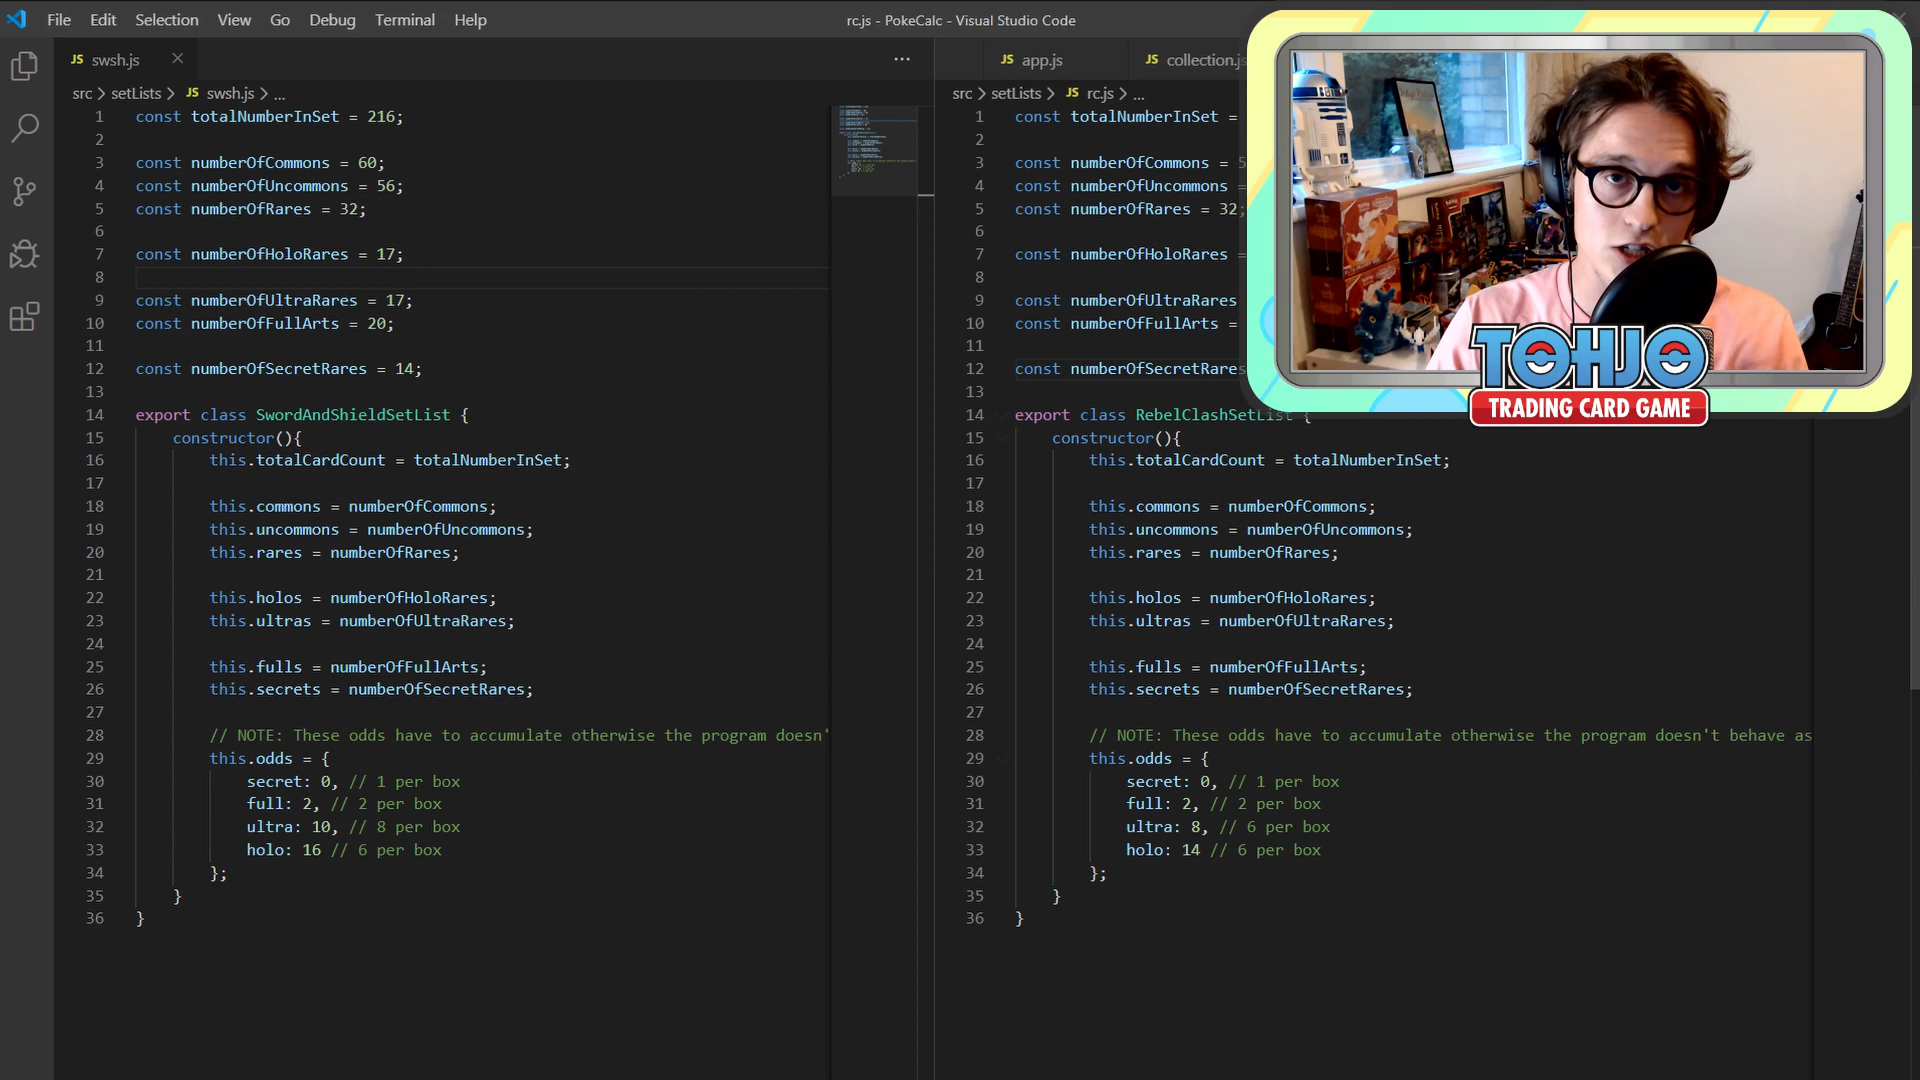 File Edit Selection View Go Debug Terminal Help
rc.js - PokeCalc - Visual Studio Code
JS swsh.js
src > setLists > JS swsh.js > ...
1 const totalNumberInSet = 216;
2
3 const numberOfCommons = 60;
4 const numberOfUncommons = 56;
5 const numberOfRares = 32;
6
7 const numberOfHoloRares = 17;
8
9 const numberOfUltraRares = 17;
10 const numberOfFullArts = 20;
11
12 const numberOfSecretRares = 14;
13
14 export class SwordAndShieldSetList {
15 constructor(){
16 this.totalCardCount = totalNumberInSet;
17
18 this.commons = numberOfCommons;
19 this.uncommons = numberOfUncommons;
20 this.rares = numberOfRares;
21
22 this.holos = numberOfHoloRares;
23 this.ultras = numberOfUltraRares;
24
25 this.fulls = numberOfFullArts;
26 this.secrets = numberOfSecretRares;
27
28 // NOTE: These odds have to accumulate otherwise the program doesn'
29 this.odds = {
30 secret: 0, // 1 per box
31 full: 2, // 2 per box
32 ultra: 10, // 8 per box
33 holo: 16 // 6 per box
34 };
35 }
36 }
JS app.js JS collection.js
src > setLists > JS rc.js > ...
1 const totalNumberInSet =
2
3 const numberOfCommons = 5
4 const numberOfUncommons =
5 const numberOfRares = 32;
6
7 const numberOfHoloRares =
8
9 const numberOfUltraRares
10 const numberOfFullArts =
11
12 const numberOfSecretRares
13
14 export class RebelClashSetList {
15 constructor(){
16 this.totalCardCount = totalNumberInSet;
17
18 this.commons = numberOfCommons;
19 this.uncommons = numberOfUncommons;
20 this.rares = numberOfRares;
21
22 this.holos = numberOfHoloRares;
23 this.ultras = numberOfUltraRares;
24
25 this.fulls = numberOfFullArts;
26 this.secrets = numberOfSecretRares;
27
28 // NOTE: These odds have to accumulate otherwise the program doesn't behave as
29 this.odds = {
30 secret: 0, // 1 per box
31 full: 2, // 2 per box
32 ultra: 8, // 6 per box
33 holo: 14 // 6 per box
34 };
35 }
36 }
TOHJO
TRADING CARD GAME